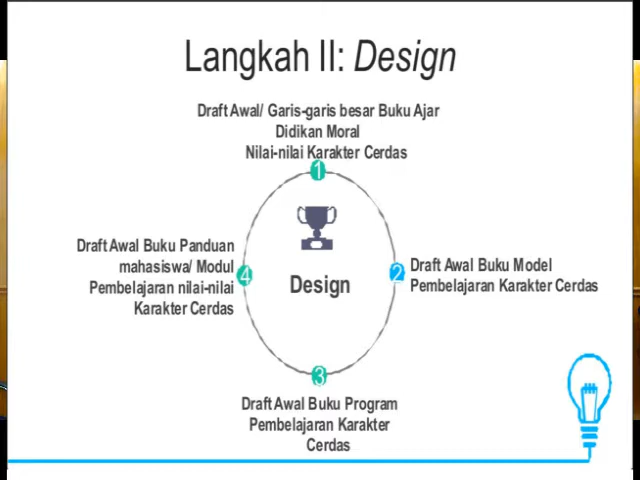 Langkah II: Design
Draft Awal/ Garis-garis besar Buku Ajar
Didikan Moral
Nilai-nilai Karakter Cerdas
1
Draft Awal Buku Panduan
mahasiswa/ Modul
Pembelajaran nilai-nilai
Karakter Cerdas
4
Design
2
Draft Awal Buku Model
Pembelajaran Karakter Cerdas
3
Draft Awal Buku Program
Pembelajaran Karakter
Cerdas